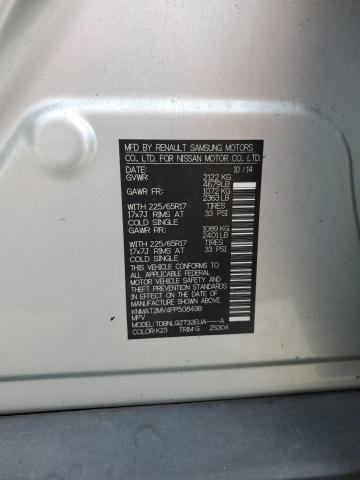 MFD BY RENAULT SAMSUNG MOTORS
CO. LTD. FOR NISSAN MOTOR CO. LTD.
DATE: 10 / 14
GVWR: 2122 KG
4679 LB
GAWR FR: 1072 KG
2363 LB
WITH 225/65R17 TIRES
17x7J RIMS AT 33 PSI
COLD SINGLE
GAWR RR: 1089 KG
2401 LB
WITH 225/65R17 TIRES
17x7J RIMS AT 33 PSI
COLD SINGLE
THIS VEHICLE CONFORMS TO ALL
APPLICABLE FEDERAL
MOTOR VEHICLE SAFETY AND THEFT
PREVENTION STANDARDS IN
EFFECT ON THE DATE OF
MANUFACTURE SHOWN ABOVE
KNMAT2MV4FP508498
MPV
MODEL: TDBNLQZT32EUA----A
COLOR: K23 TRIM: G ZS30A